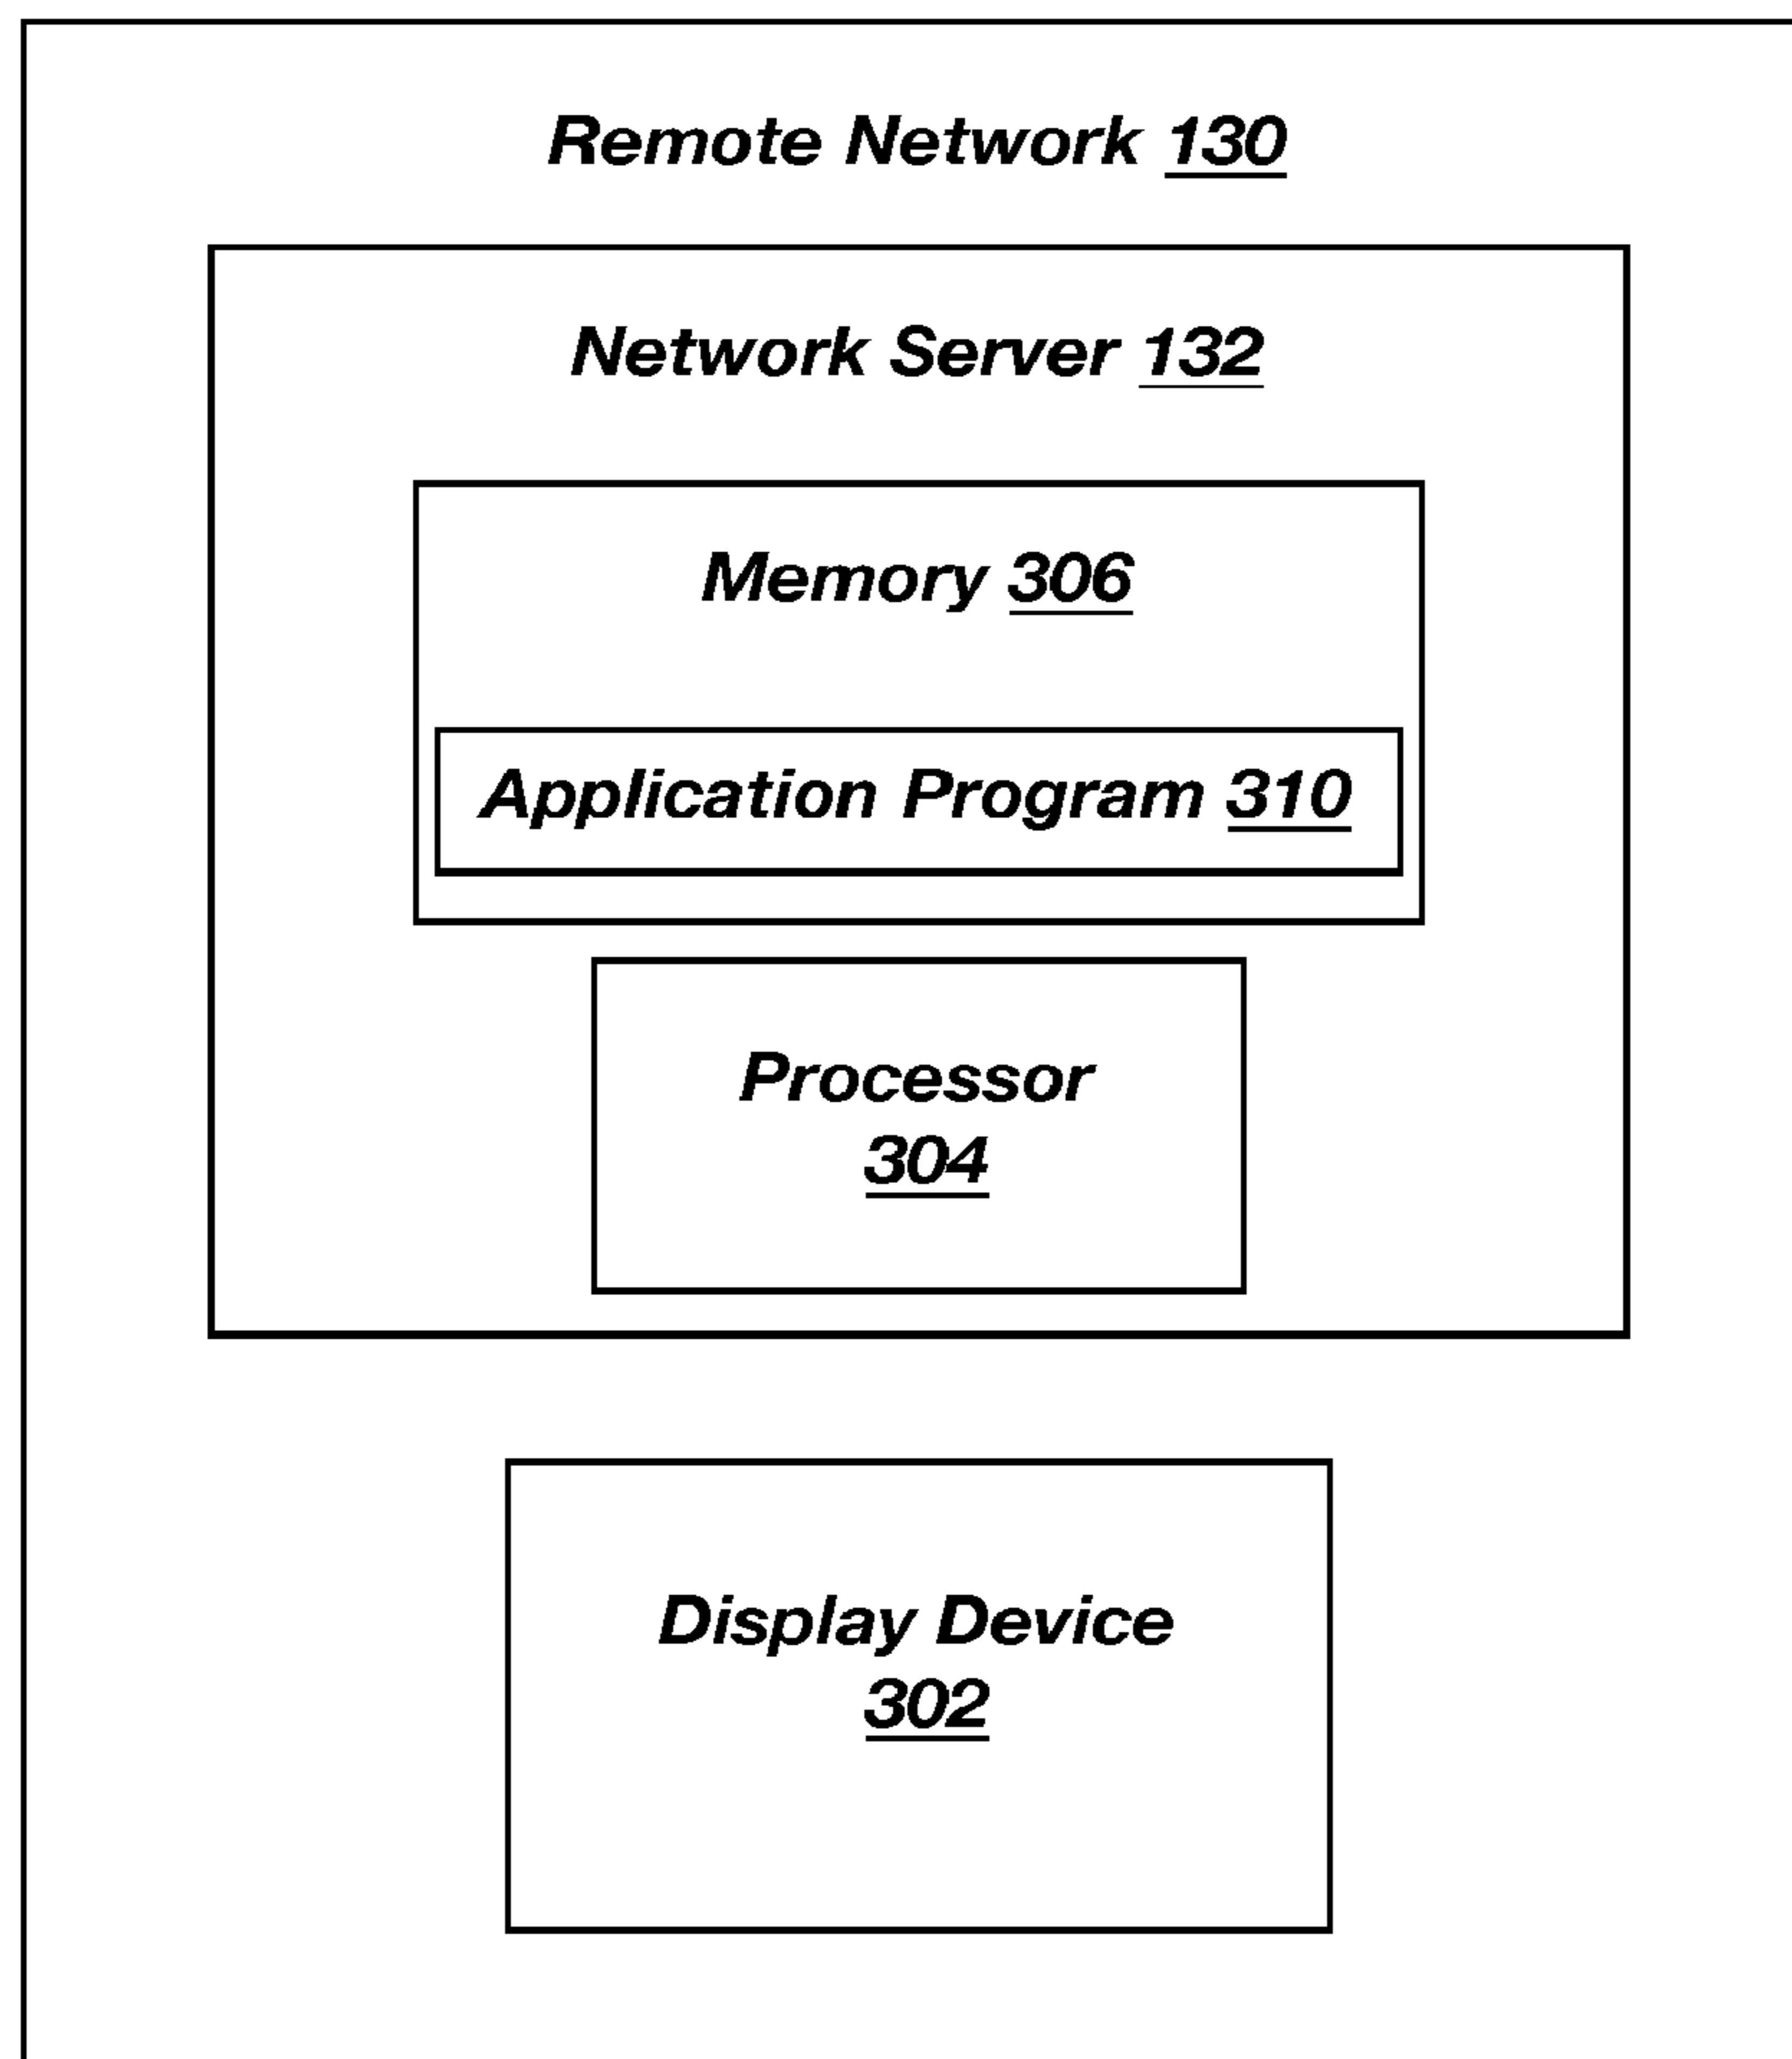 Remote Network 130
Network Server 132
Memory 306
Application Program 310
Processor
304
Display Device
302